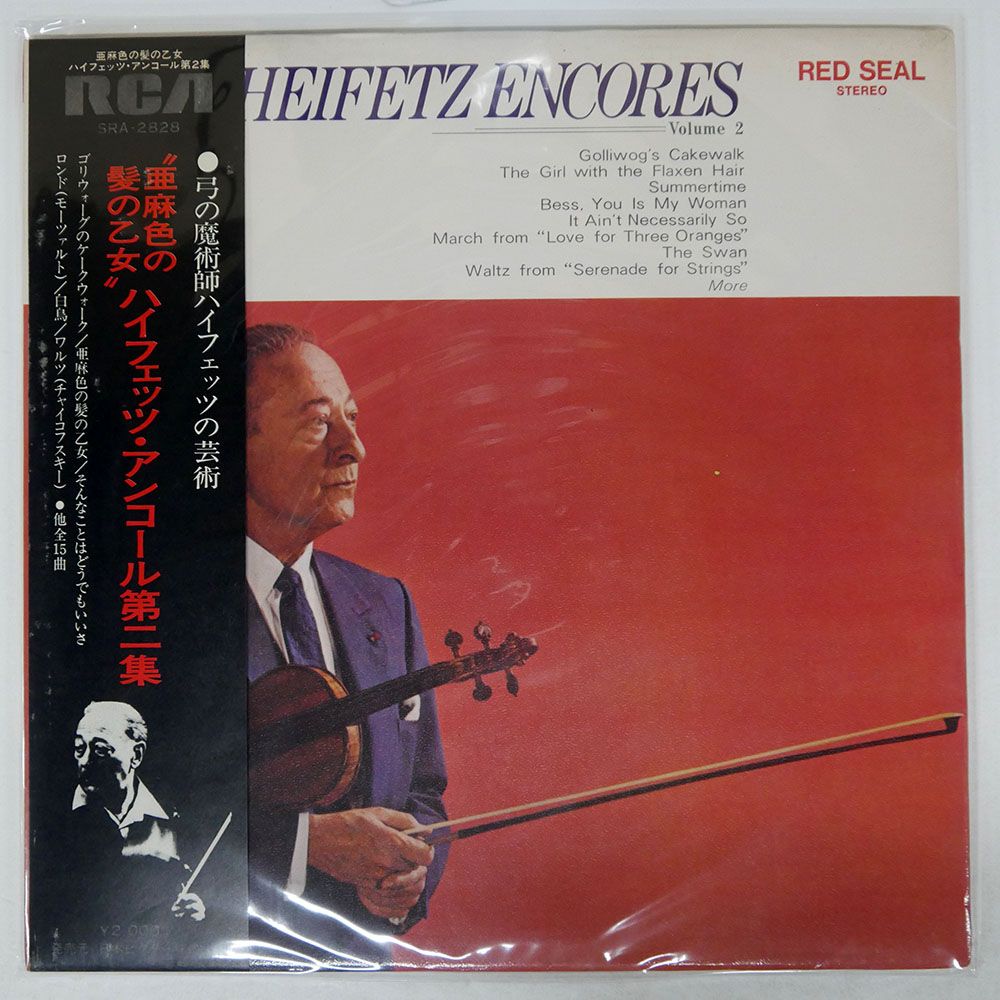 亜麻色の髪の乙女
ハイフェッツ・アンコール第2集
RCA
SRA-2828
●弓の魔術師ハイフェッツの芸術
“亜麻色の
髪の乙女”ハイフェッツ・アンコール第二集
ゴリウォーグのケークウォーク/亜麻色の髪の乙女/そんなことはどうでもいいさ
ロンド(モーツァルト)/白鳥/ワルツ(チャイコフスキー)●他全15曲
¥2,000
HEIFETZ ENCORES
Volume 2
RED SEAL
STEREO
Golliwog's Cakewalk
The Girl with the Flaxen Hair
Summertime
Bess, You Is My Woman
It Ain't Necessarily So
March from “Love for Three Oranges”
The Swan
Waltz from “Serenade for Strings”
More